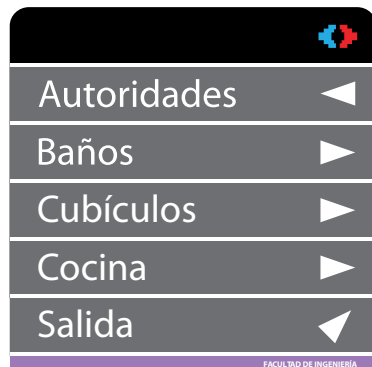 Autoridades
Baños
Cubículos
Cocina
Salida
FACULTAD DE INGENIERÍA